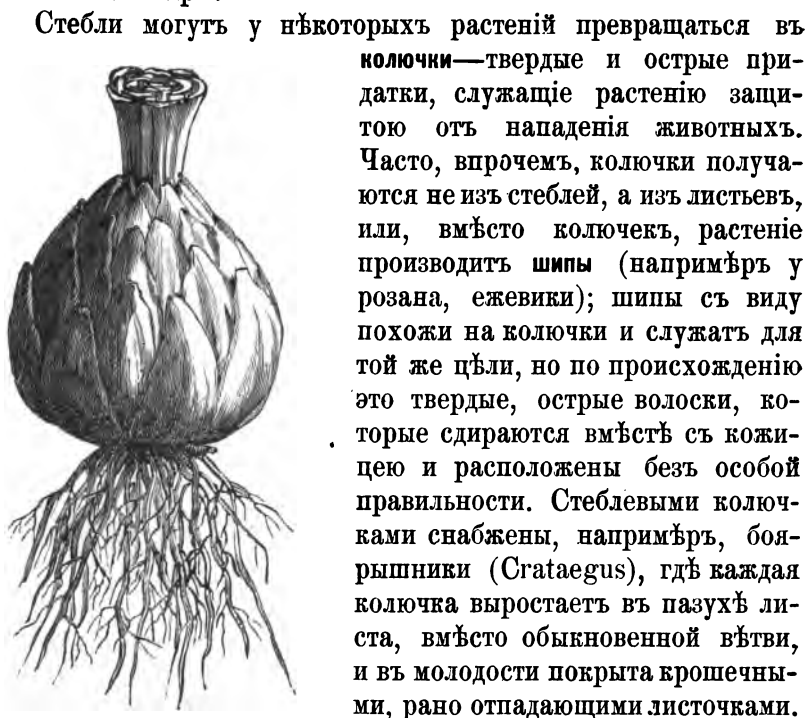 Стебли могутъ у нѣкоторыхъ растеній превращаться въ
колючки—твердые и острые при-
датки, служащіе растенію защи-
тою отъ нападенія животныхъ.
Часто, впрочемъ, колючки получа-
ются не изъ стеблей, а изъ листьевъ,
или, вмѣсто колючекъ, растеніе
производитъ шипы (напримѣръ у
розана, ежевики); шипы съ виду
похожи на колючки и служатъ для
той же цѣли, но по происхожденію
это твердые, острые волоски, ко-
торые сдираются вмѣстѣ съ кожи-
цею и расположены безъ особой
правильности. Стеблевыми колюч-
ками снабжены, напримѣръ, боя-
рышники (Crataegus), гдѣ каждая
колючка выростаетъ въ пазухѣ ли-
ста, вмѣсто обыкновенной вѣтви,
и въ молодости покрыта крошечны-
ми, рано отпадающими листочками.